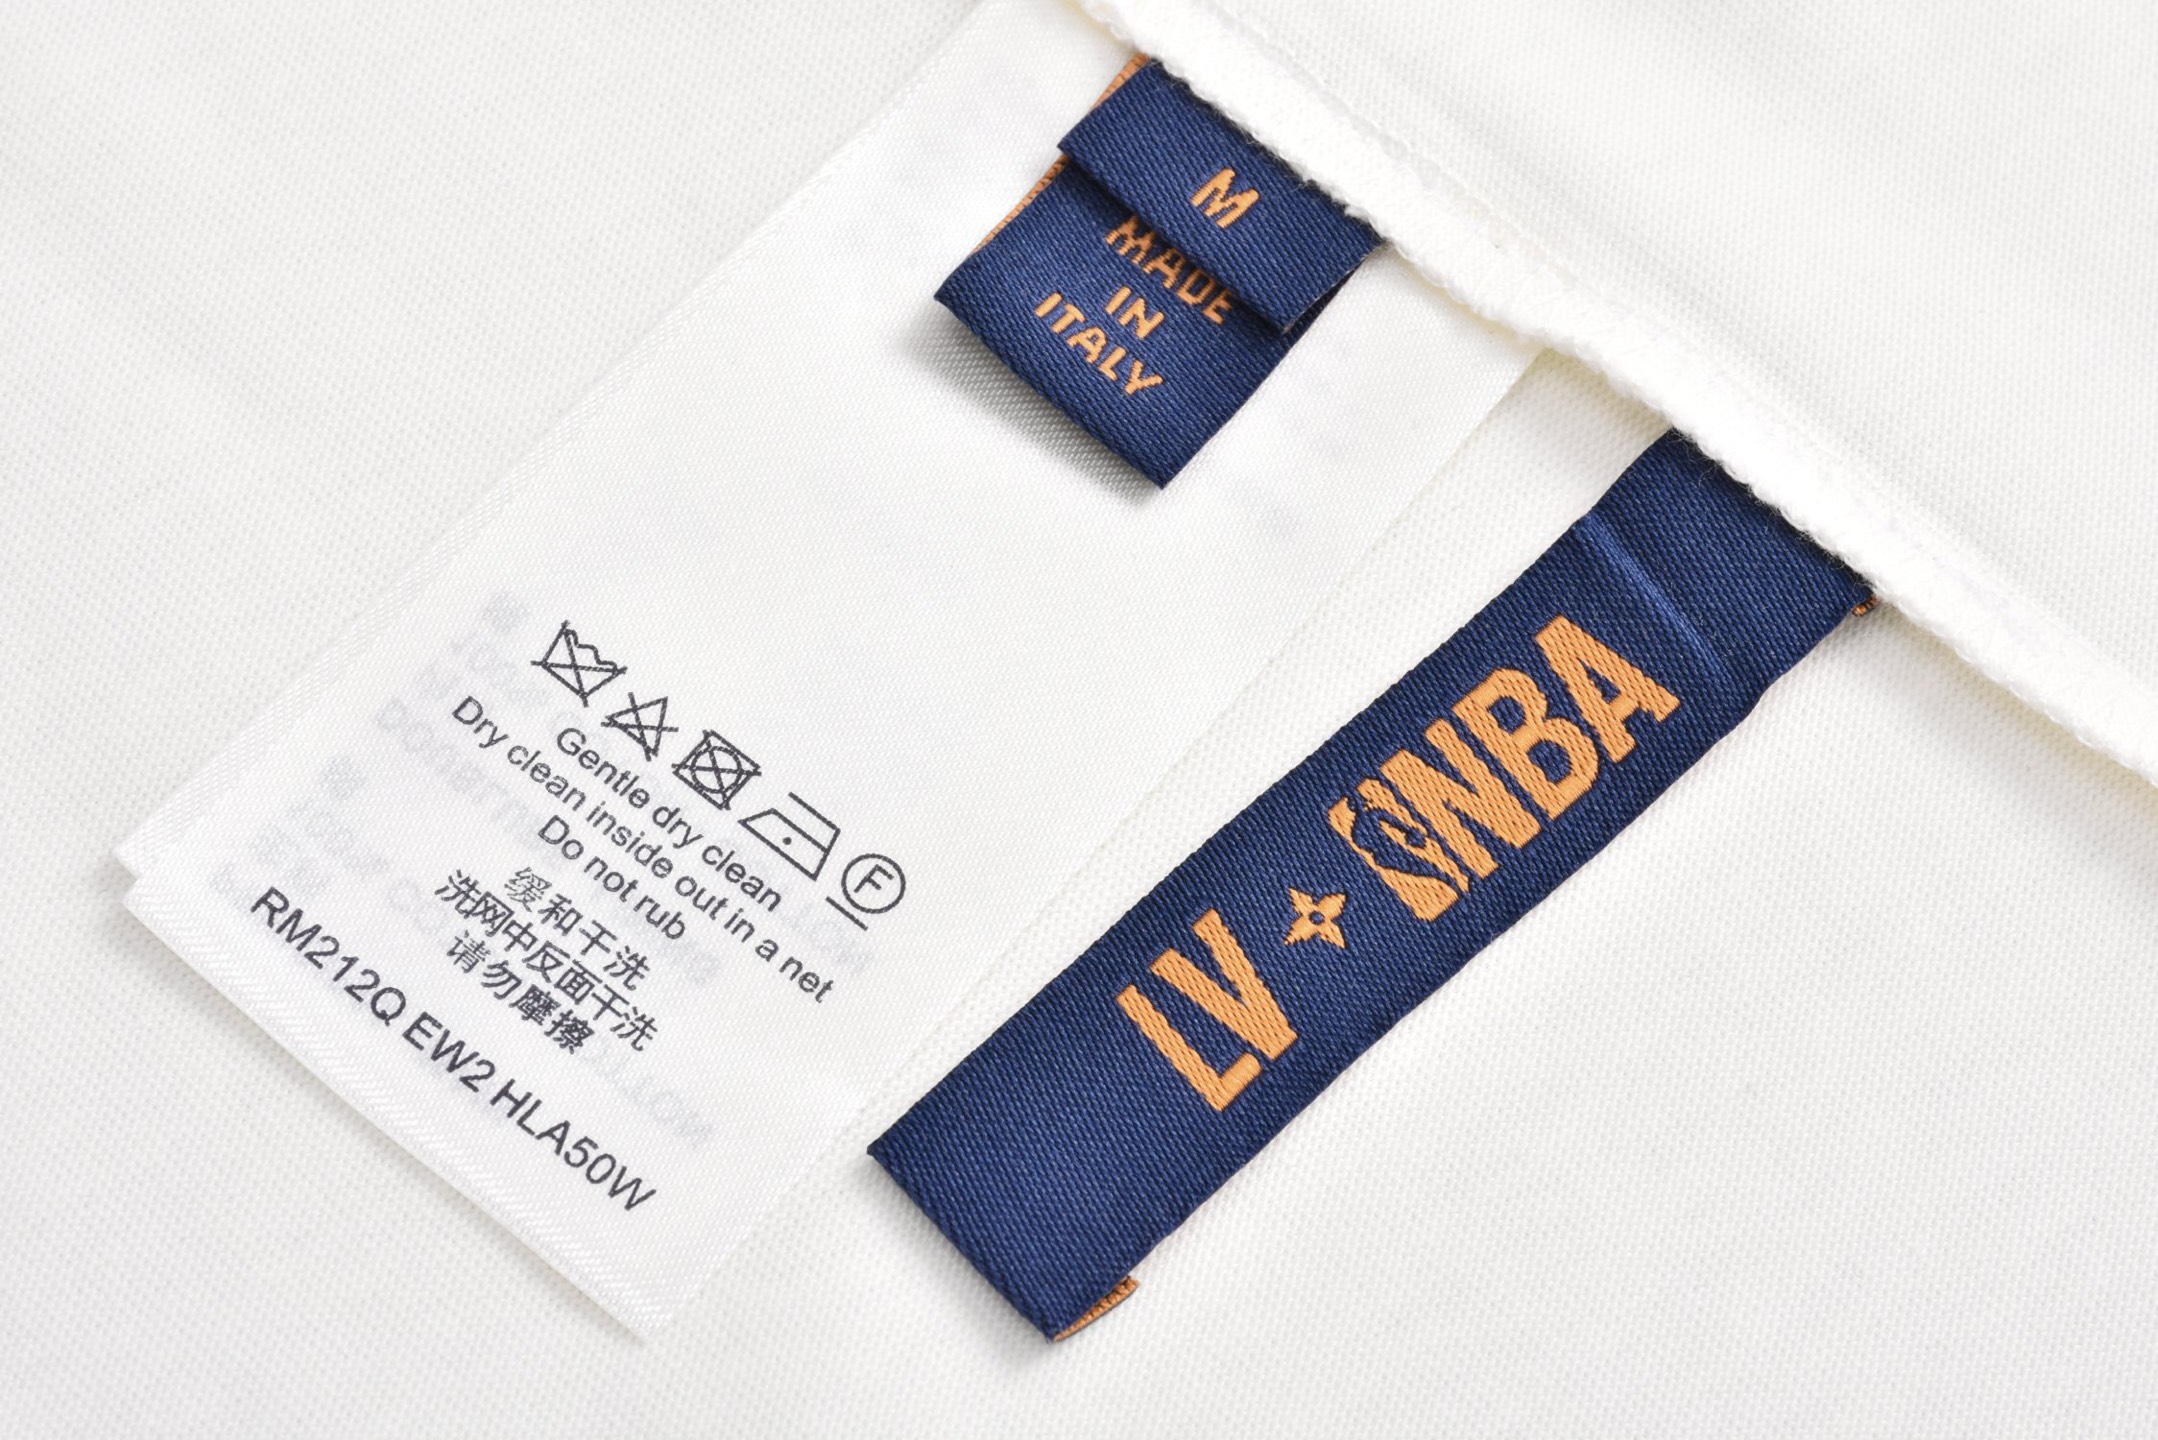 M
MADE
IN
ITALY
F
Gentle dry clean
Dry clean inside out in a net
Do not rub
缓和干洗
洗网中反面干洗
请勿摩擦
RM212Q EW2 HLA50W
LV NBA